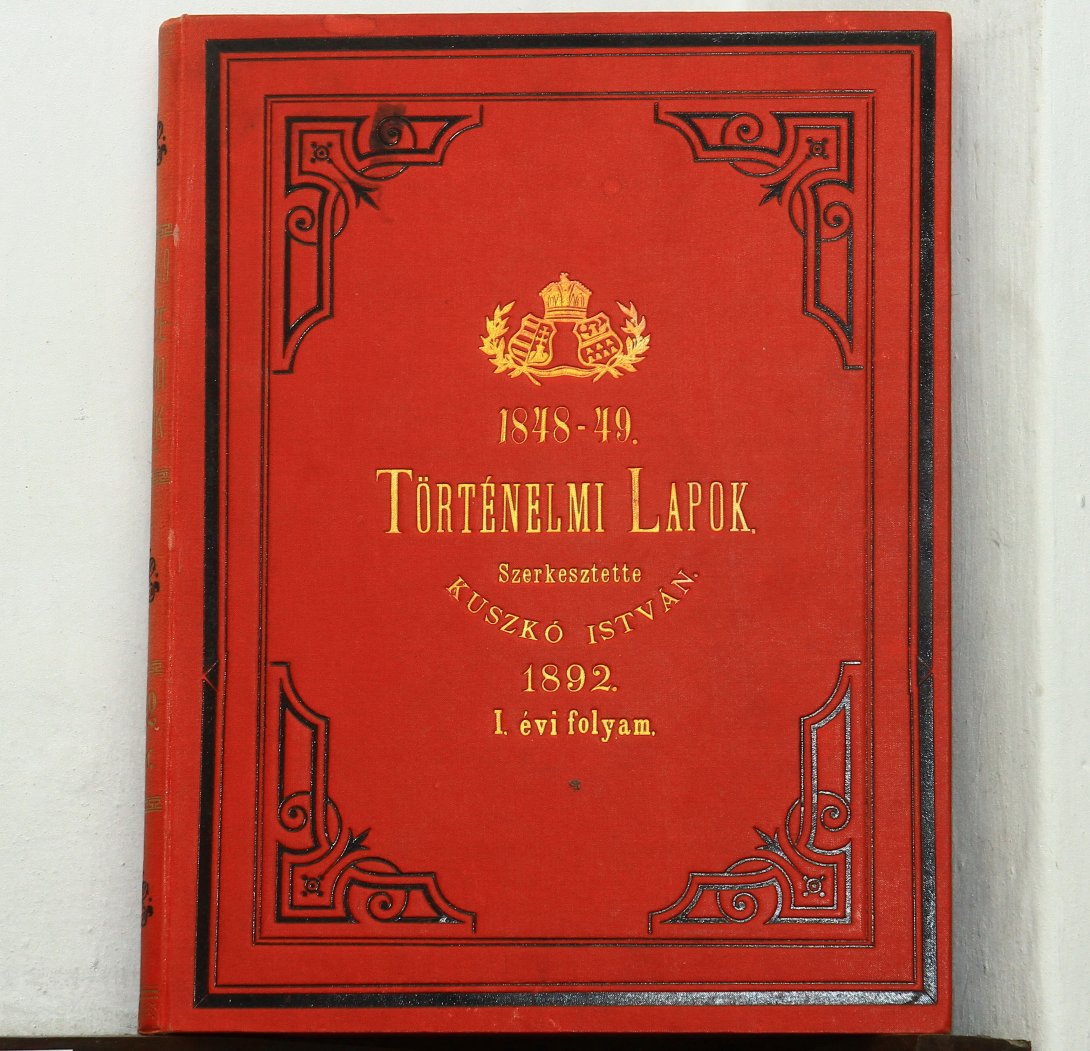 1848-49.
TÖRTÉNELMI LAPOK.
Szerkesztette
KUSZKÓ ISTVÁN.
1892.
I. évi folyam.